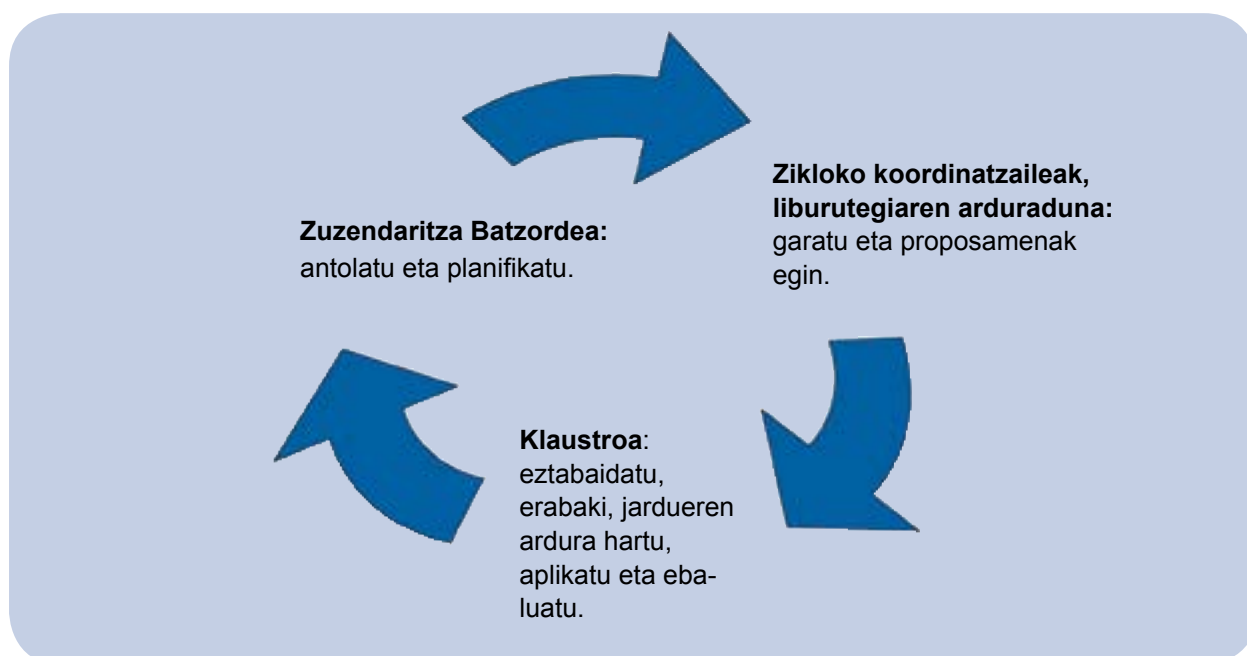 Zuzendaritza Batzordea:
antolatu eta planifikatu.
Zikloko koordinatzaileak,
liburutegiaren arduraduna:
garatu eta proposamenak
egin.
Klaustroa:
eztabaidatu,
erabaki, jardueren
ardura hartu,
aplikatu eta eba-
luatu.